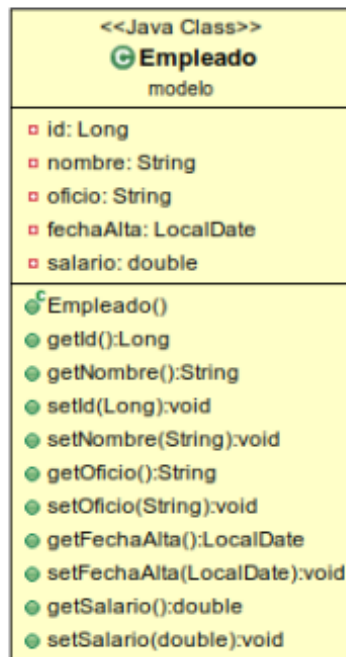 <<Java Class>>
Empleado
modelo
id: Long
nombre: String
oficio: String
fechaAlta: LocalDate
salario: double
Empleado()
getId():Long
getNombre():String
setId(Long):void
setNombre(String):void
getOficio():String
setOficio(String):void
getFechaAlta():LocalDate
setFechaAlta(LocalDate):void
getSalario():double
setSalario(double):void